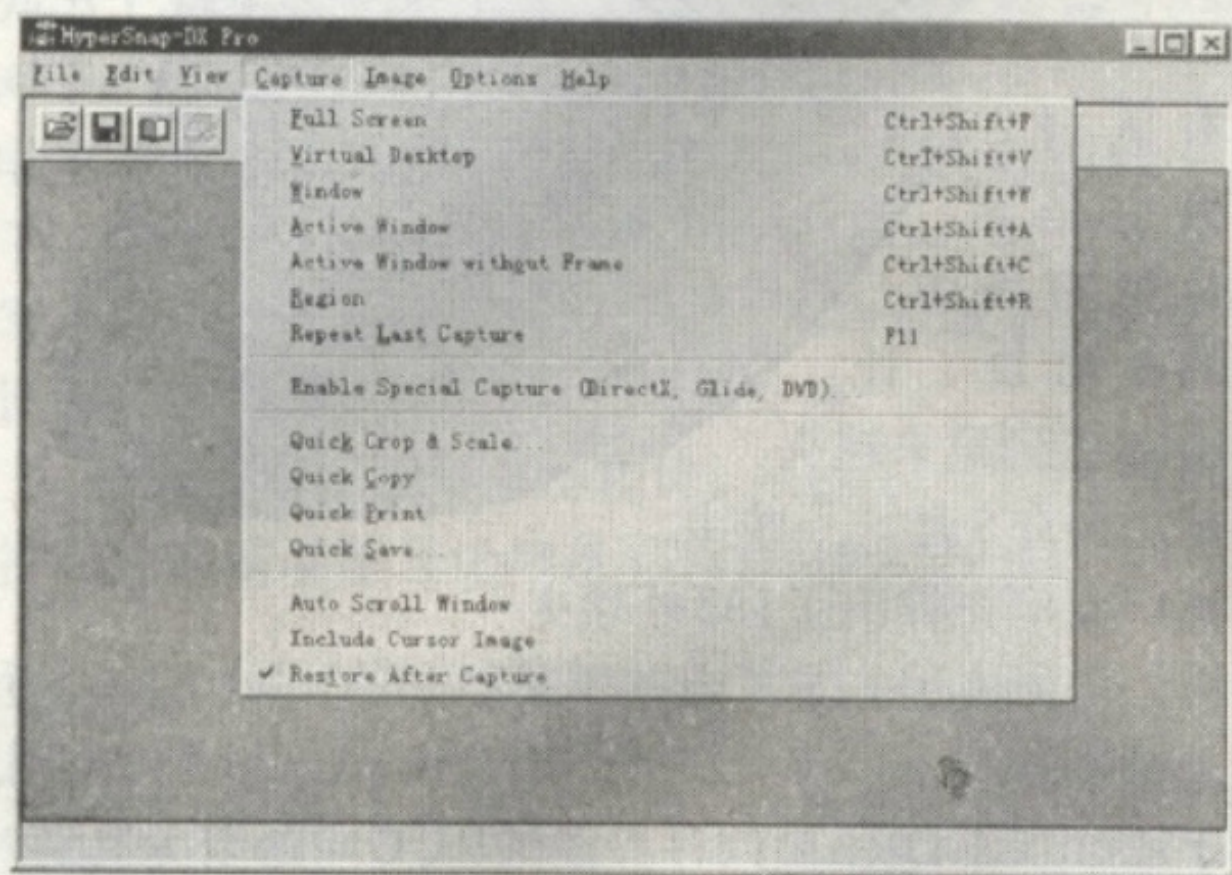 HyperSnap-DX Pro
File Edit View Capture Image Options Help
Full Screen Ctrl+Shift+F
Virtual Desktop Ctrl+Shift+V
Window Ctrl+Shift+W
Active Window Ctrl+Shift+A
Active Window without Frame Ctrl+Shift+C
Region Ctrl+Shift+R
Repeat Last Capture F11
Enable Special Capture (DirectX, Glide, DVD)...
Quick Crop & Scale...
Quick Copy
Quick Print
Quick Save...
Auto Scroll Window
Include Cursor Image
Restore After Capture